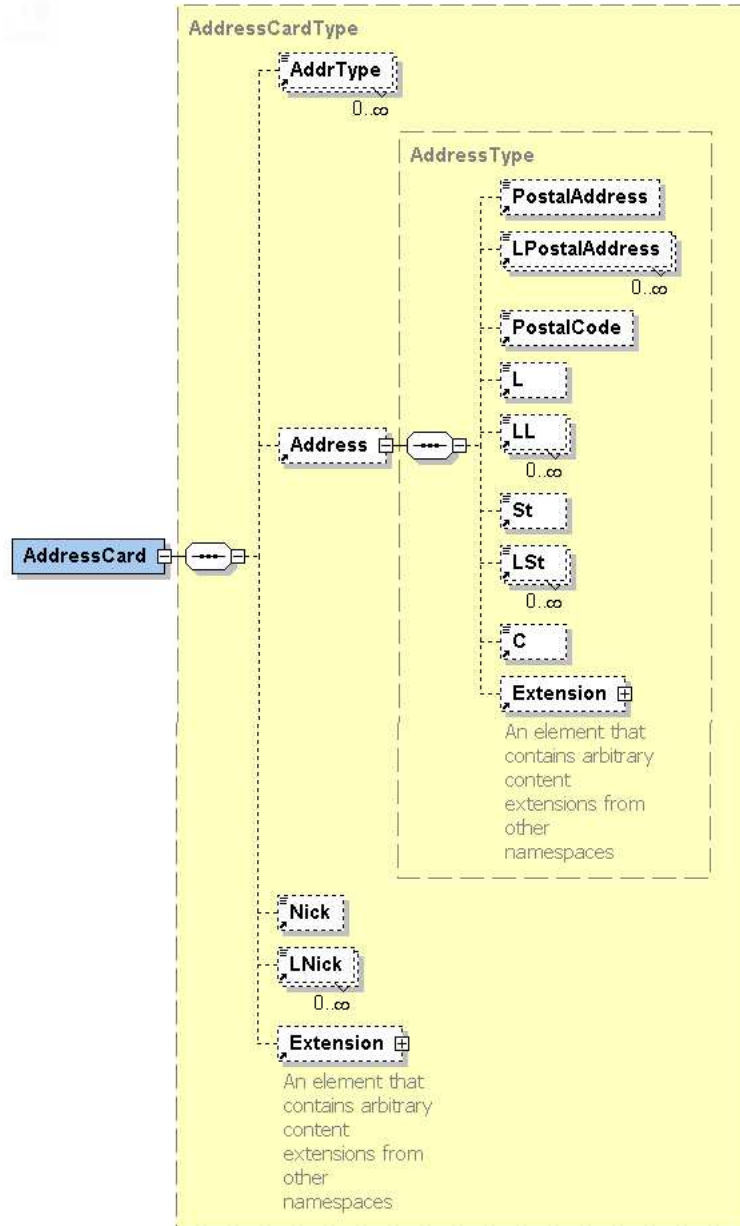 AddressCardType
AddrType
0..∞
AddressType
PostalAddress
LPostalAddress
0..∞
PostalCode
L
Address
LL
0..∞
St
AddressCard
LSt
0..∞
C
Extension
An element that
contains arbitrary
content
extensions from
other
namespaces
Nick
LNick
0..∞
Extension
An element that
contains arbitrary
content
extensions from
other
namespaces